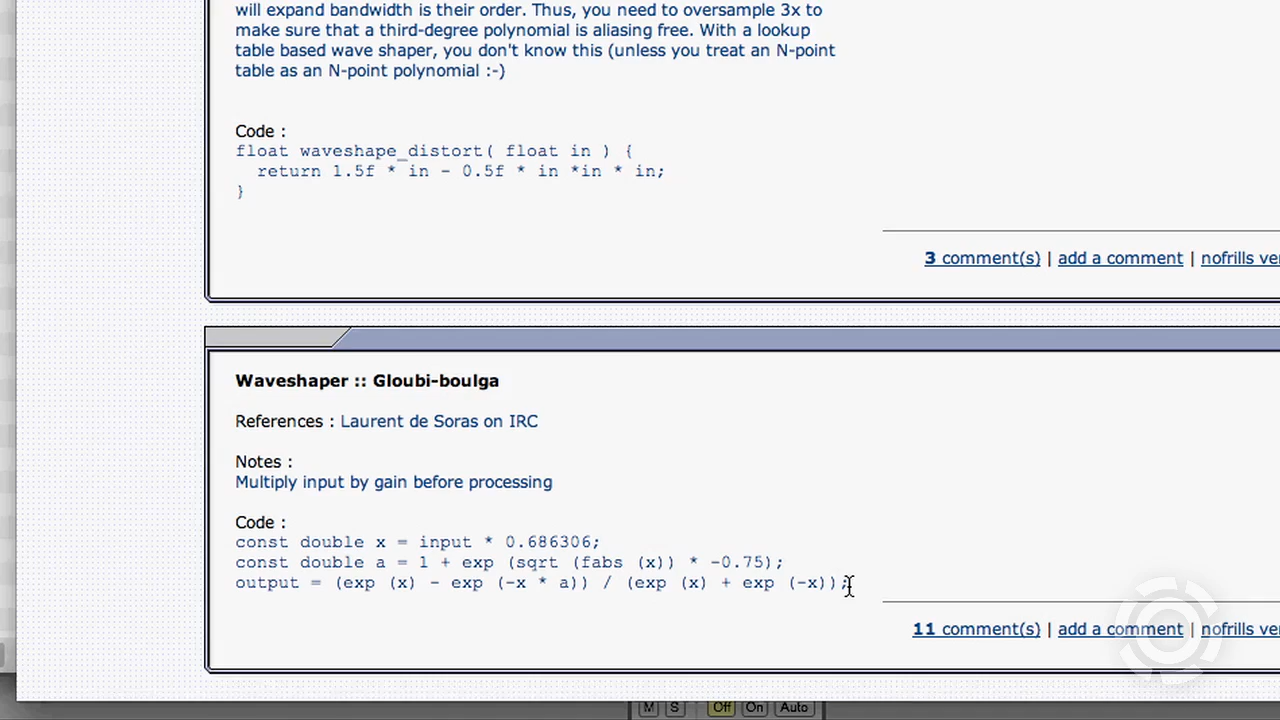 will expand bandwidth is their order. Thus, you need to oversample 3x to
make sure that a third-degree polynomial is aliasing free. With a lookup
table based wave shaper, you don't know this (unless you treat an N-point
table as an N-point polynomial :-)
Code :
float waveshape_distort( float in ) {
  return 1.5f * in - 0.5f * in *in * in;
}
3 comment(s) | add a comment | nofrills ve
Waveshaper :: Gloubi-boulga
References : Laurent de Soras on IRC
Notes :
Multiply input by gain before processing
Code :
const double x = input * 0.686306;
const double a = 1 + exp (sqrt (fabs (x)) * -0.75);
output = (exp (x) - exp (-x * a)) / (exp (x) + exp (-x));
11 comment(s) | add a comment | nofrills ve
M S Off On Auto